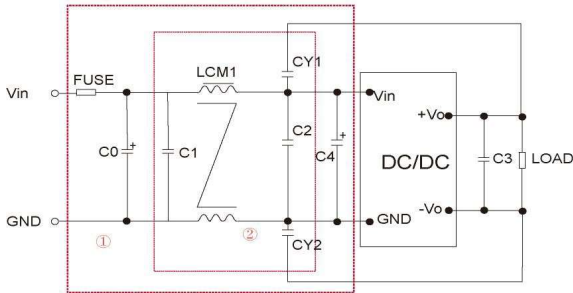 FUSE
LCM1
CY1
Vin
Vin
+Vo
C0
+
C1
C2
C4
+
DC/DC
C3
LOAD
GND
①
②
CY2
GND
-Vo